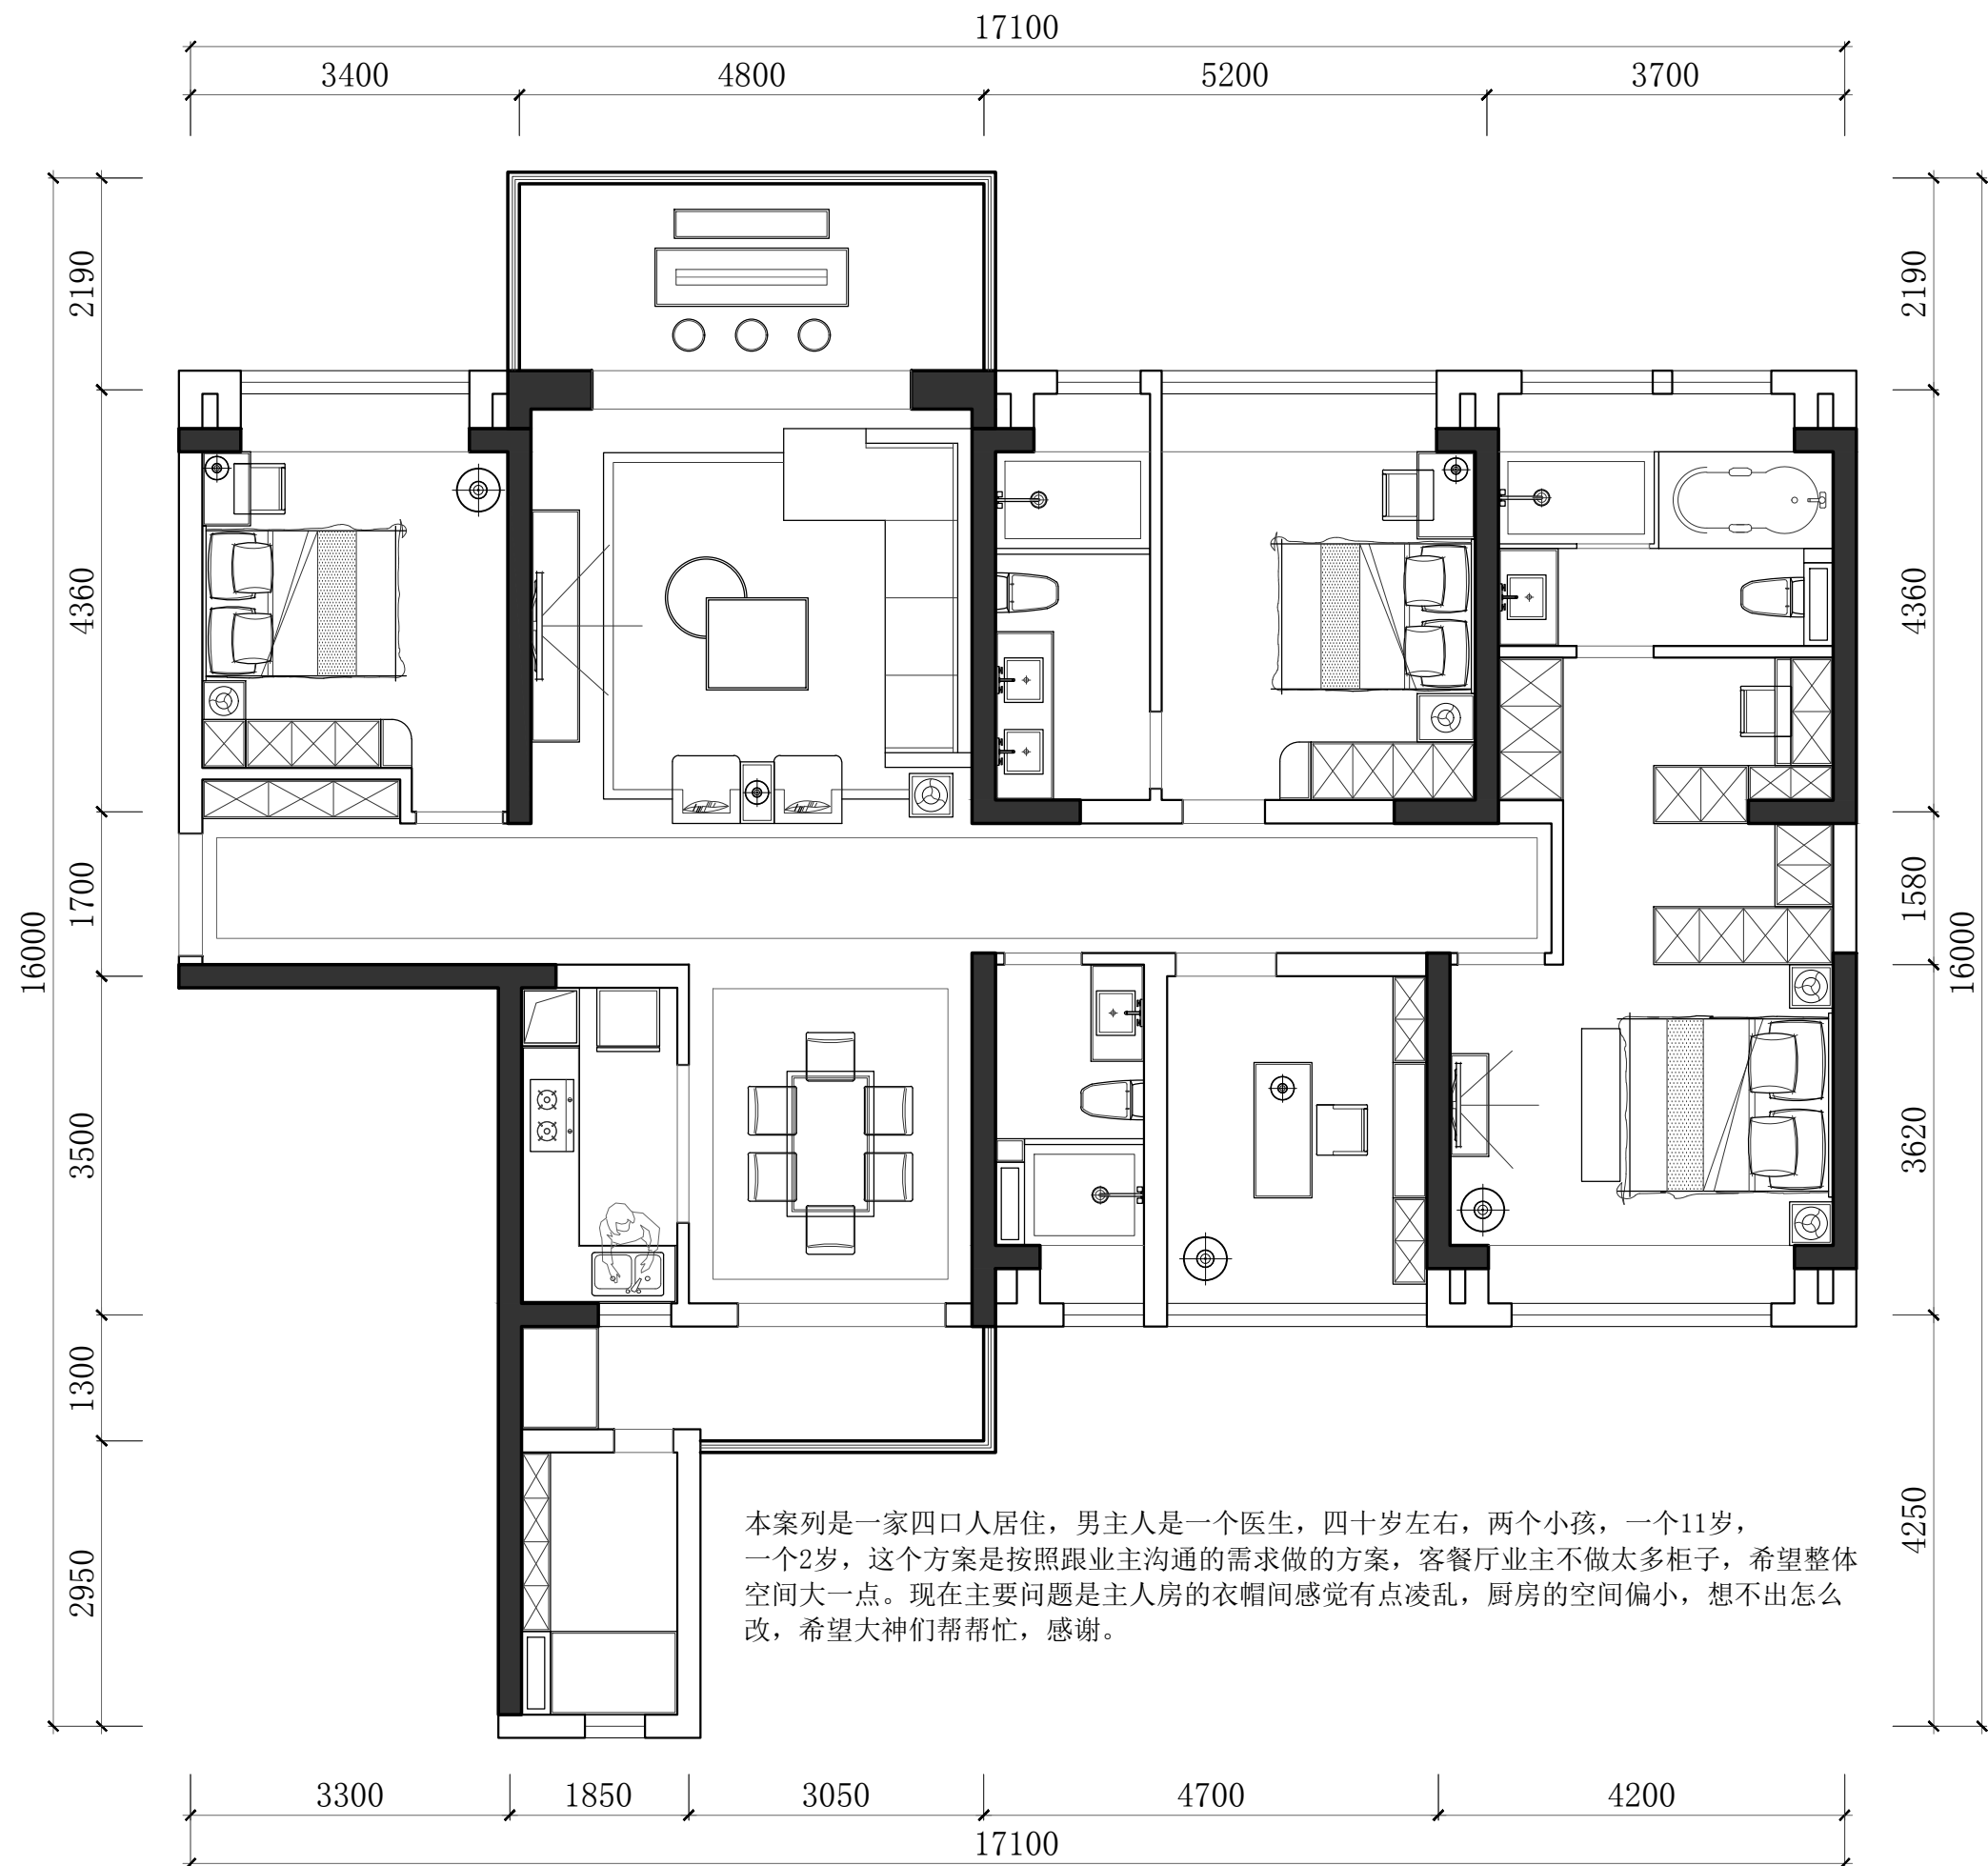 17100
3400 4800 5200 3700
2190
4360
1700
3500
1300
2950
16000
2190
4360
1580
3620
4250
16000
本案列是一家四口人居住，男主人是一个医生，四十岁左右，两个小孩，一个11岁，
一个2岁，这个方案是按照跟业主沟通的需求做的方案，客餐厅业主不做太多柜子，希望整体
空间大一点。现在主要问题是主人房的衣帽间感觉有点凌乱，厨房的空间偏小，想不出怎么
改，希望大神们帮帮忙，感谢。
3300 1850 3050 4700 4200
17100